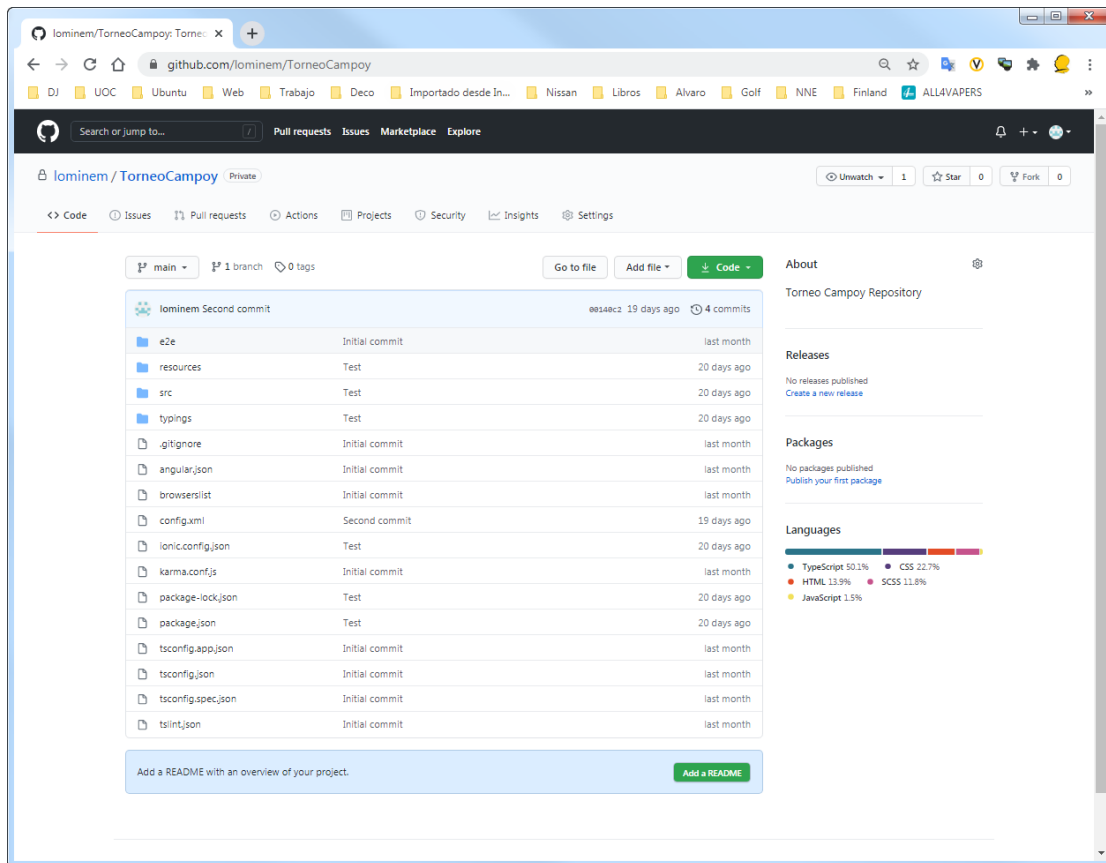 lominem/TorneoCampoy: Torneo
github.com/lominem/TorneoCampoy
DJ UOC Ubuntu Web Trabajo Deco Importado desde In... Nissan Libros Alvaro Golf NNE Finland ALL4VAPERS »
Search or jump to... / Pull requests Issues Marketplace Explore
lominem / TorneoCampoy Private Unwatch 1 Star 0 Fork 0
<> Code Issues Pull requests Actions Projects Security Insights Settings
main 1 branch 0 tags Go to file Add file Code
lominem Second commit 00140c2 19 days ago 4 commits
e2e Initial commit last month
resources Test 20 days ago
src Test 20 days ago
typings Test 20 days ago
.gitignore Initial commit last month
angular.json Initial commit last month
browserslist Initial commit last month
config.xml Second commit 19 days ago
ionic.config.json Test 20 days ago
karma.conf.js Initial commit last month
package-lock.json Test 20 days ago
package.json Test 20 days ago
tsconfig.app.json Initial commit last month
tsconfig.json Initial commit last month
tsconfig.spec.json Initial commit last month
tslint.json Initial commit last month
Add a README with an overview of your project. Add a README
About
Torneo Campoy Repository
Releases
No releases published
Create a new release
Packages
No packages published
Publish your first package
Languages
TypeScript 50.1% CSS 22.7%
HTML 13.9% SCSS 11.8%
JavaScript 1.5%